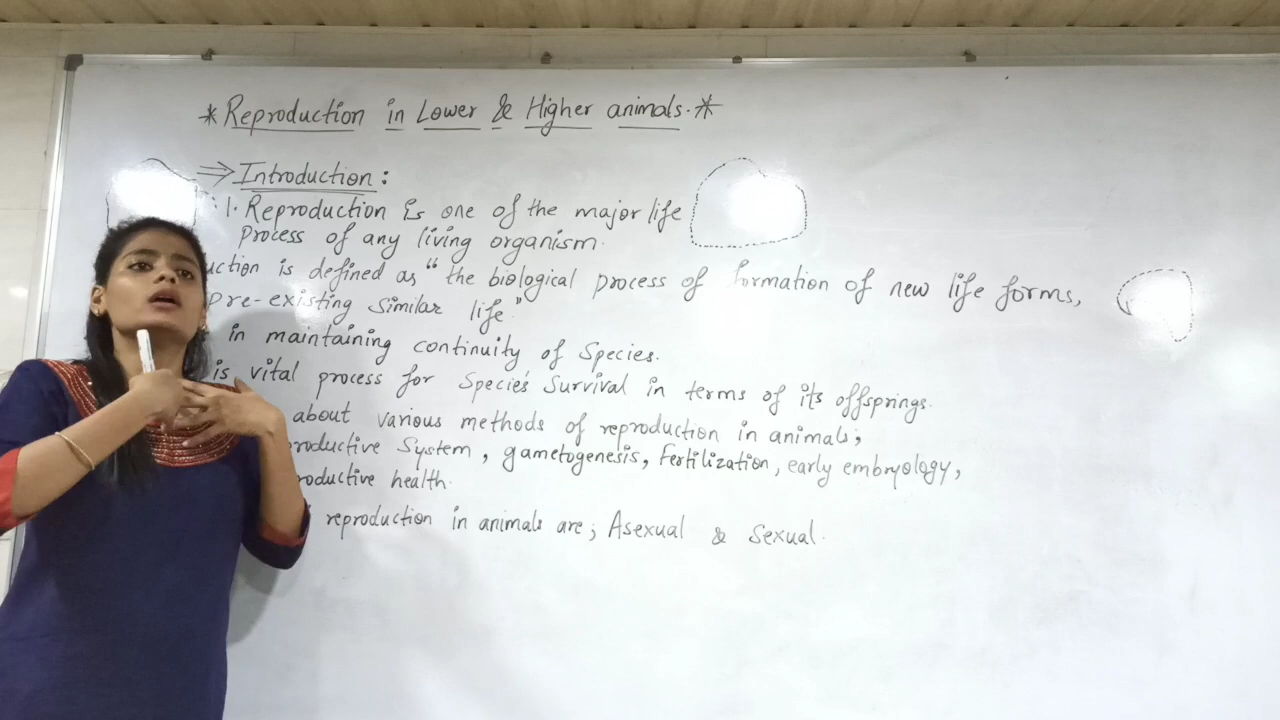 * Reproduction in Lower & Higher animals. *
⇒ Introduction :
1. Reproduction is one of the major life
process of any living organism.
uction is defined as "the biological process of formation of new life forms,
pre-existing similar life."
in maintaining continuity of Species.
is vital process for Specie's Survival in terms of its offsprings.
about various methods of reproduction in animals;
roductive System, gametogenesis, Fertilization, early embryology,
roductive health.
reproduction in animals are; Asexual & Sexual.